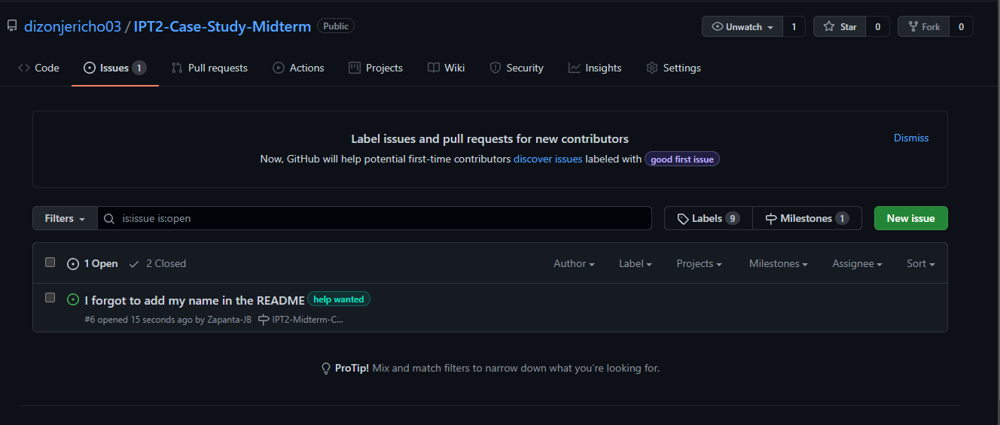 dizonjericho03 / IPT2-Case-Study-Midterm Public Unwatch 1 Star 0 Fork 0
Code Issues 1 Pull requests Actions Projects Wiki Security Insights Settings
Label issues and pull requests for new contributors Dismiss
Now, GitHub will help potential first-time contributors discover issues labeled with good first issue
Filters is:issue is:open Labels 9 Milestones 1 New issue
1 Open 2 Closed Author Label Projects Milestones Assignee Sort
I forgot to add my name in the README help wanted
#6 opened 15 seconds ago by Zapanta-JB IPT2-Midterm-C...
ProTip! Mix and match filters to narrow down what you're looking for.